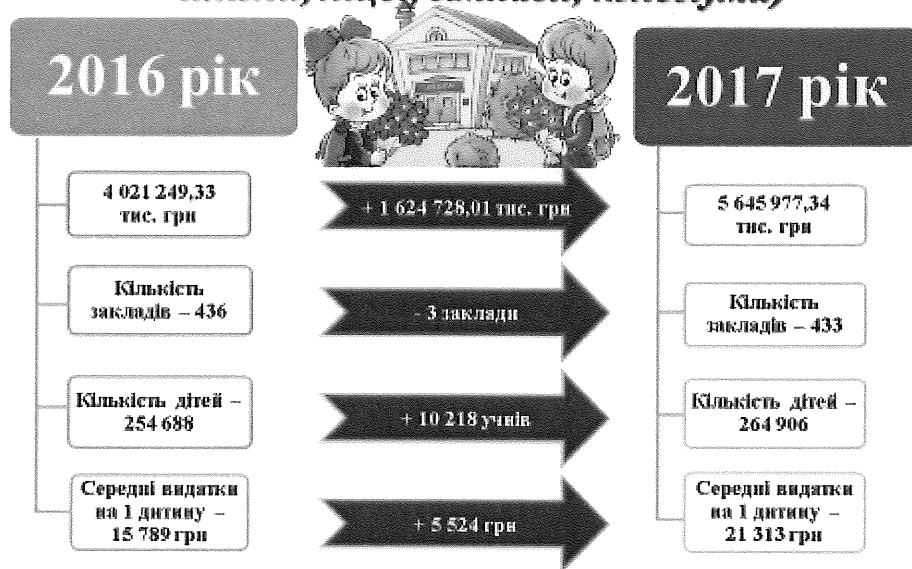 2016 рік
2017 рік
4 021 249,33
тис. грн
+ 1 624 728,01 тис. грн
5 645 977,34
тис. грн
Кількість
закладів – 436
- 3 заклади
Кількість
закладів – 433
Кількість дітей –
254 688
+ 10 218 учнів
Кількість дітей –
264 906
Середні видатки
на 1 дитину –
15 789 грн
+ 5 524 грн
Середні видатки
на 1 дитину –
21 313 грн